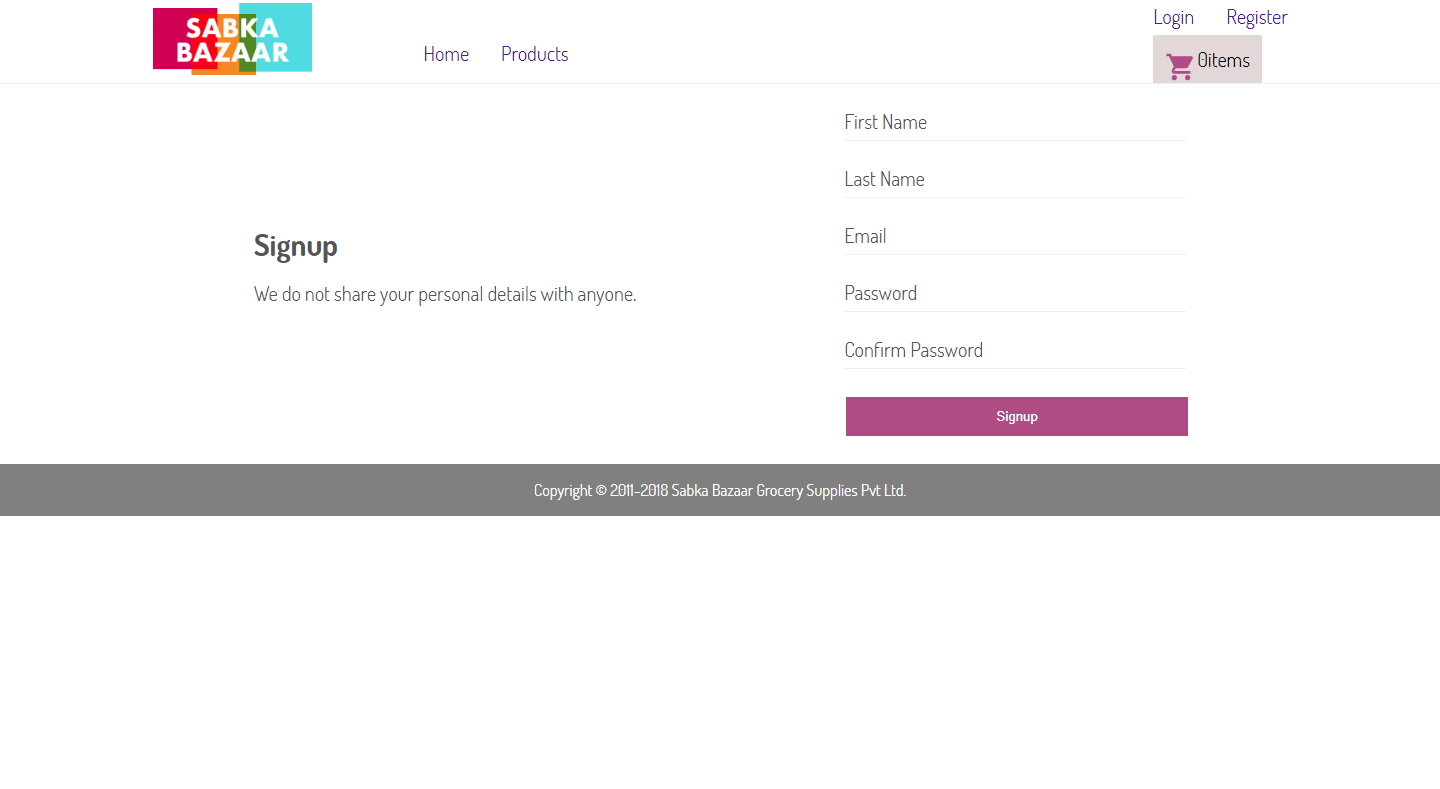 SABKA
BAZAAR
Home Products
Login Register
0items
First Name
Last Name
Email
Password
Confirm Password
Signup
Signup
We do not share your personal details with anyone.
Copyright © 2011-2018 Sabka Bazaar Grocery Supplies Pvt Ltd.